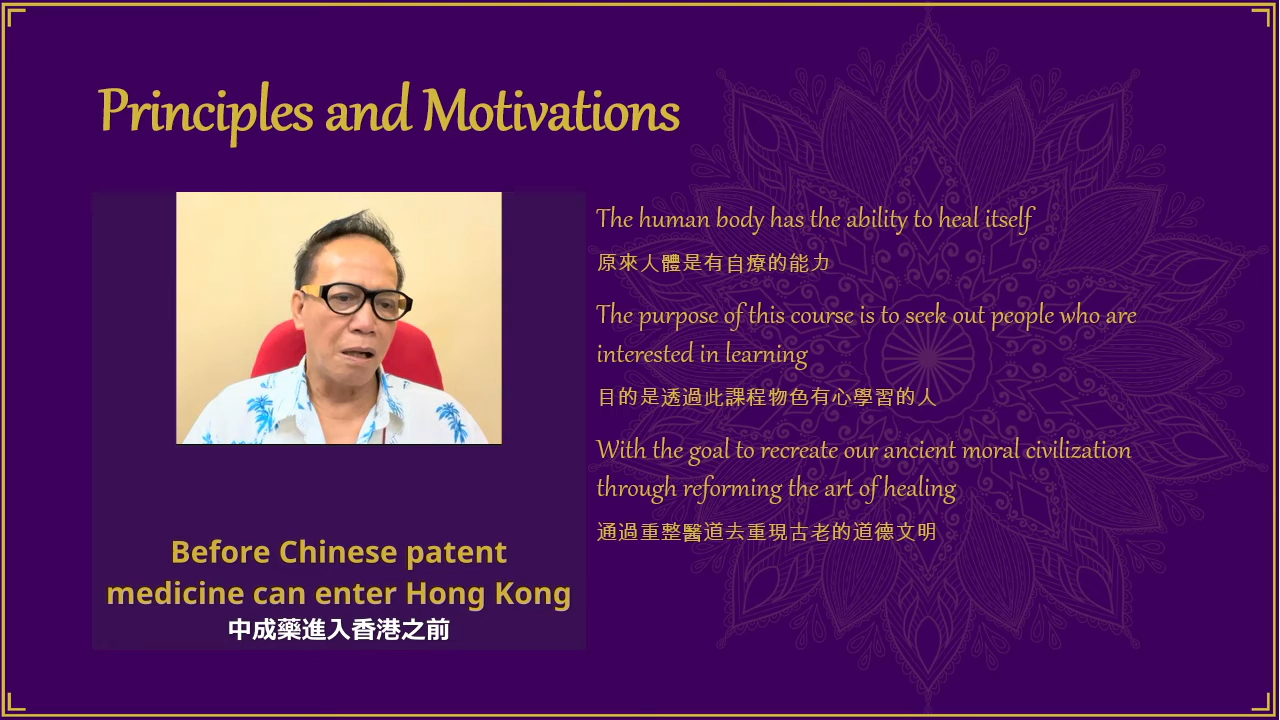 Principles and Motivations
The human body has the ability to heal itself
原來人體是有自療的能力
The purpose of this course is to seek out people who are
interested in learning
目的是透過此課程物色有心學習的人
With the goal to recreate our ancient moral civilization
through reforming the art of healing
通過重整醫道去重現古老的道德文明
Before Chinese patent
medicine can enter Hong Kong
中成藥進入香港之前